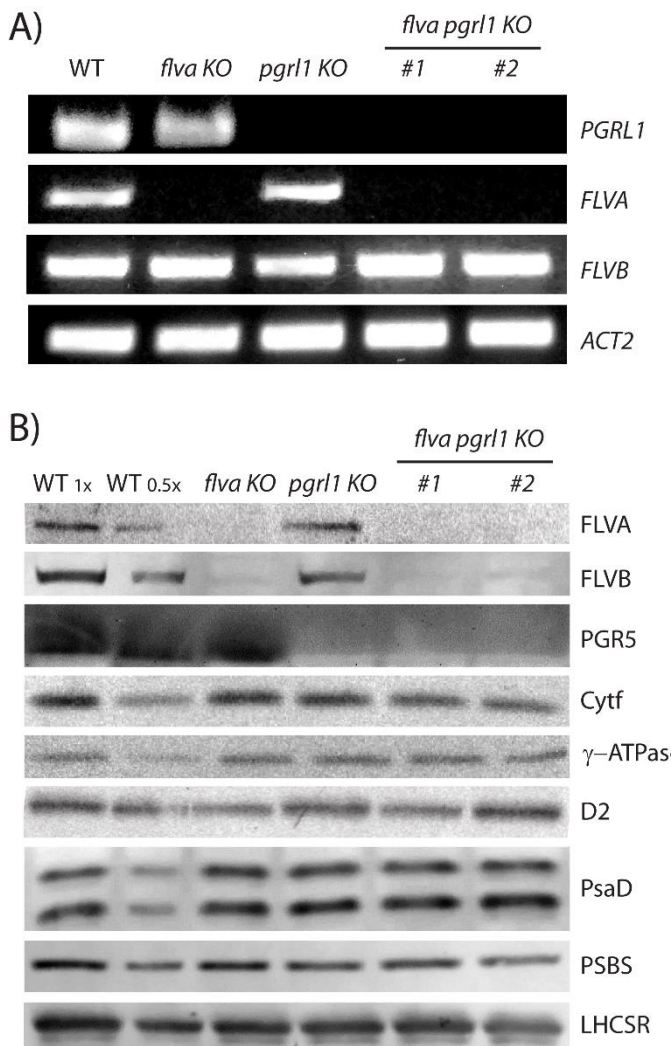 A)
flva pgrl1 KO
WT flva KO pgrl1 KO #1 #2
PGRL1
FLVA
FLVB
ACT2
B)
flva pgrl1 KO
WT 1x WT 0.5x flva KO pgrl1 KO #1 #2
FLVA
FLVB
PGR5
Cytf
γ–ATPas
D2
PsaD
PSBS
LHCSR